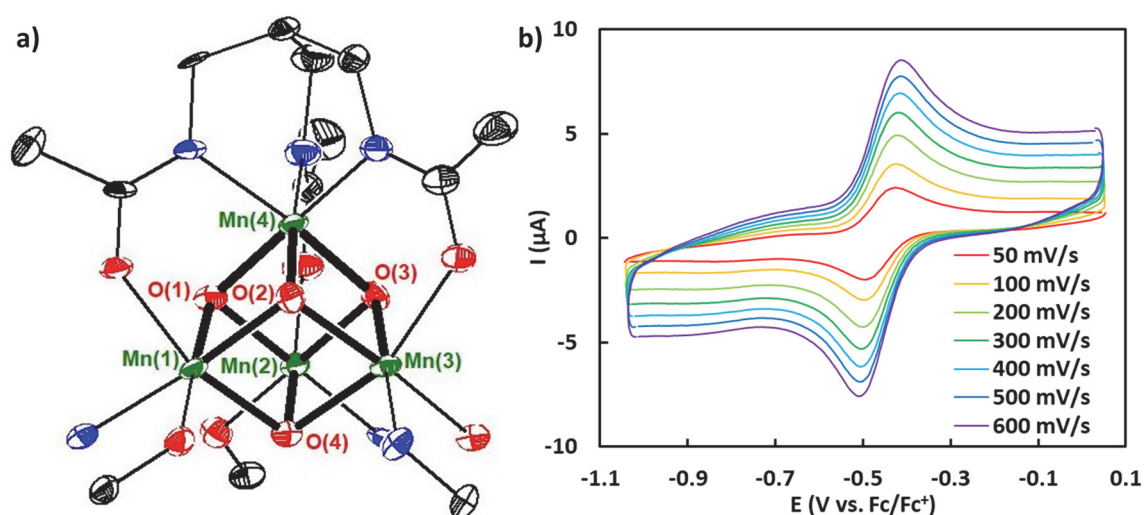 a)
Mn(4)
O(1)
O(2)
O(3)
Mn(1)
Mn(2)
Mn(3)
O(4)
b)
10
5
0
-5
-10
I (µA)
50 mV/s
100 mV/s
200 mV/s
300 mV/s
400 mV/s
500 mV/s
600 mV/s
-1.1 -0.9 -0.7 -0.5 -0.3 -0.1 0.1
E (V vs. Fc/Fc⁺)